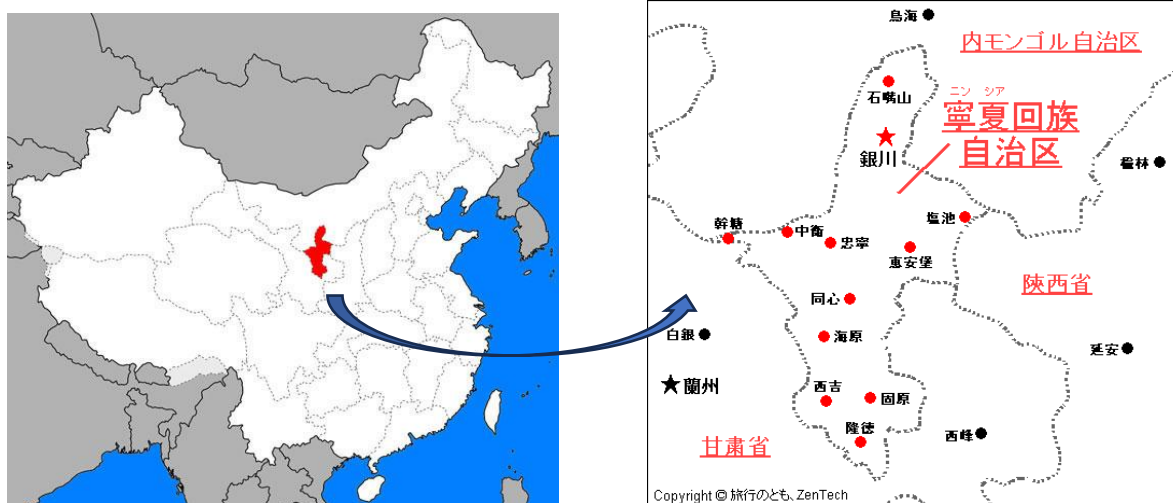 烏海
内モンゴル自治区
石嘴山
ニン シア
寧夏回族
自治区
銀川
楡林
塩池
幹糖
中衛
忠寧
恵安堡
陝西省
同心
白銀
海原
延安
蘭州
西吉
固原
隆徳
西峰
甘粛省
Copyright © 旅行のとも、ZenTech